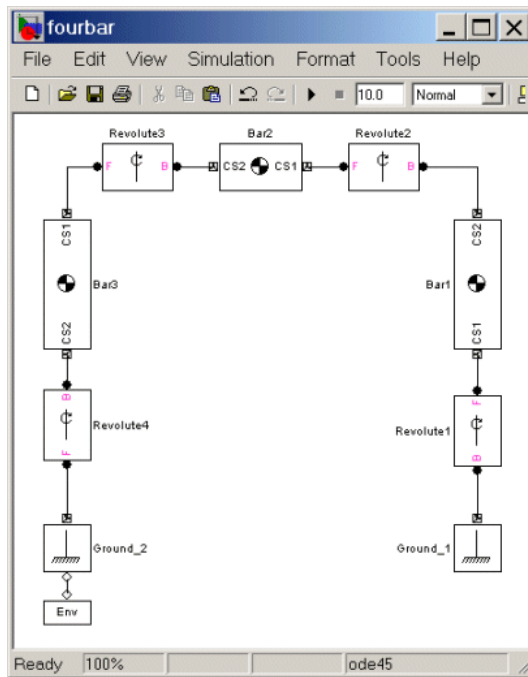 fourbar
File Edit View Simulation Format Tools Help
10.0 Normal
Revolute3 Bar2 Revolute2
F B CS2 CS1 F B
CS1 CS2
Bar3 Bar1
CS2 CS1
B F
Revolute4 Revolute1
F B
Ground_2 Ground_1
Env
Ready 100% ode45